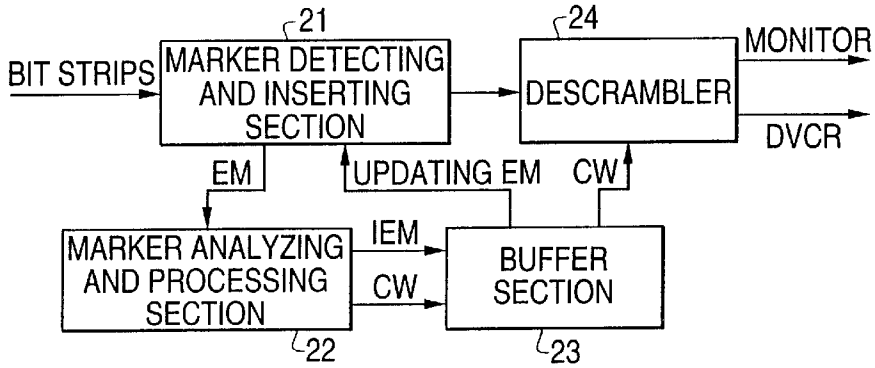 21
24
BIT STRIPS
MARKER DETECTING
AND INSERTING
SECTION
DESCRAMBLER
MONITOR
DVCR
EM
UPDATING EM
CW
MARKER ANALYZING
AND PROCESSING
SECTION
IEM
CW
BUFFER
SECTION
22
23